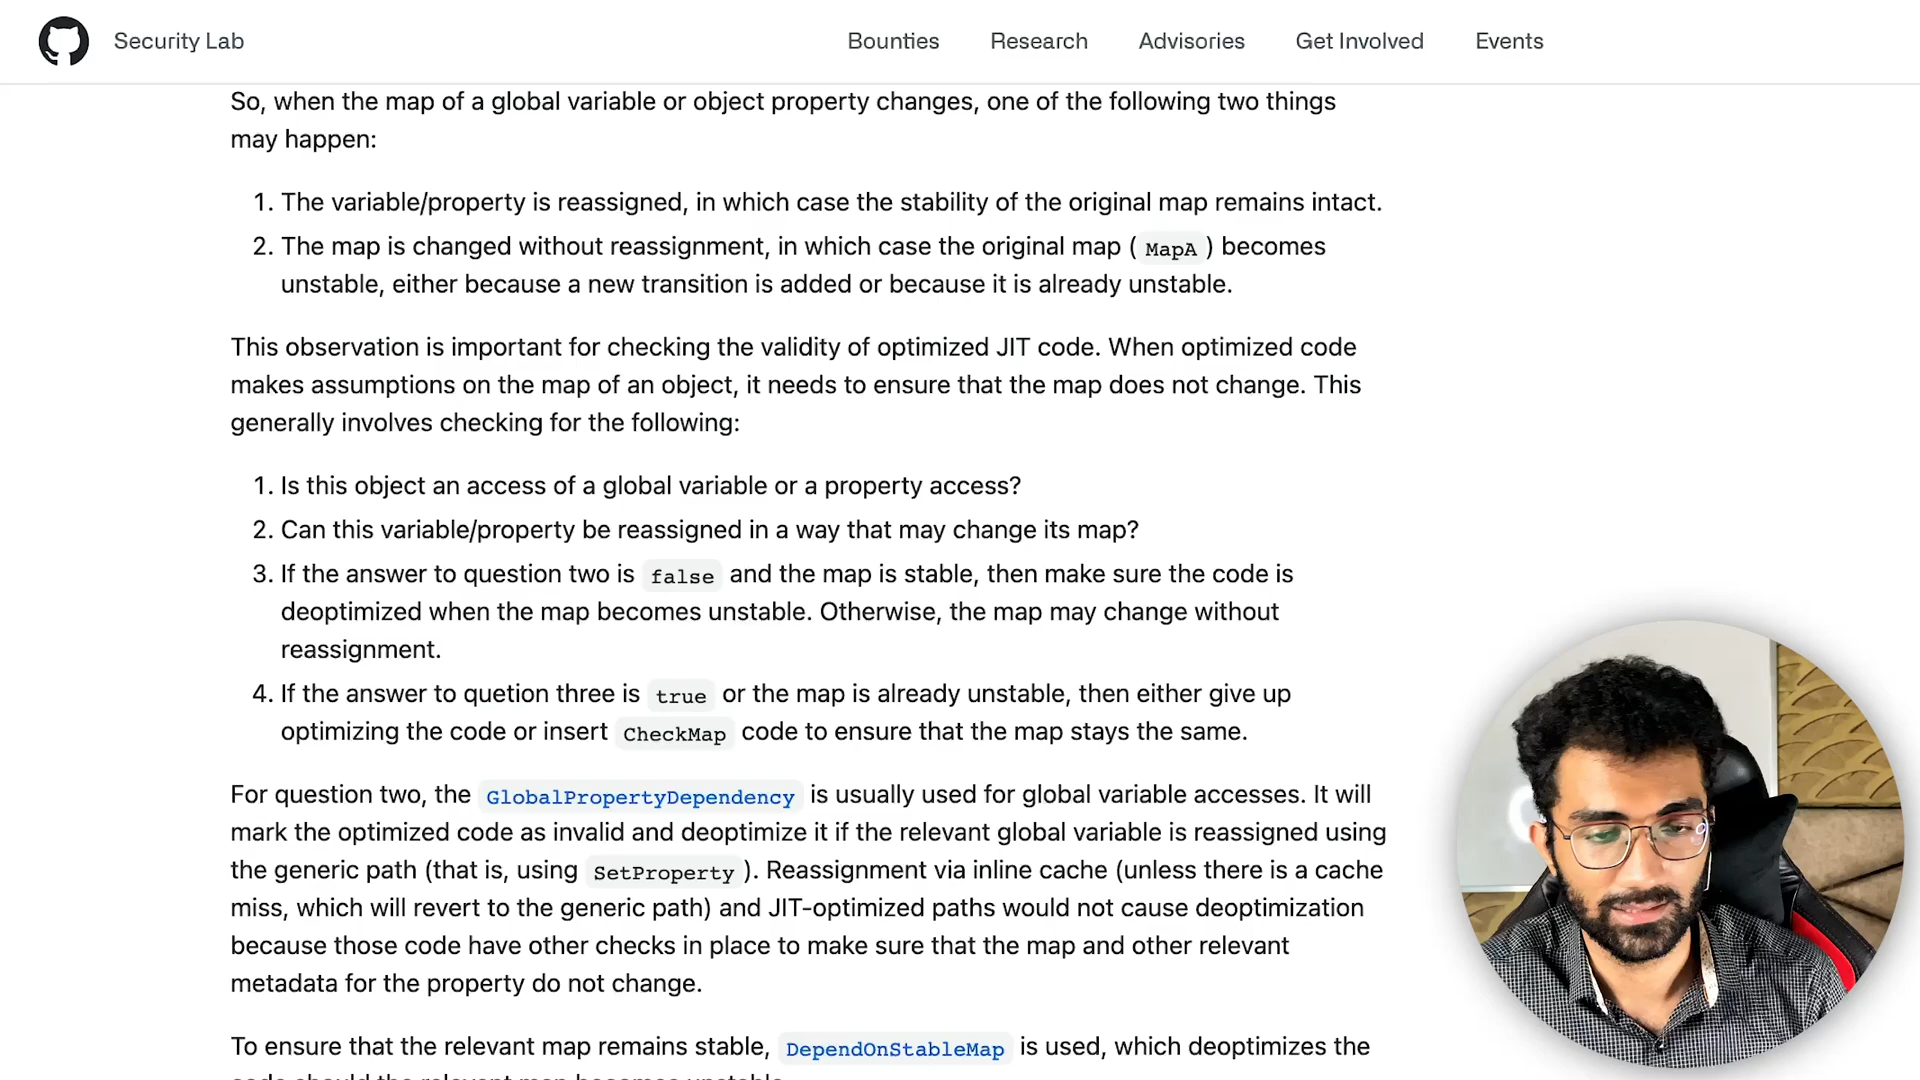 Security Lab
Bounties
Research
Advisories
Get Involved
Events
So, when the map of a global variable or object property changes, one of the following two things
may happen:
1. The variable/property is reassigned, in which case the stability of the original map remains intact.
2. The map is changed without reassignment, in which case the original map ( MapA ) becomes
unstable, either because a new transition is added or because it is already unstable.
This observation is important for checking the validity of optimized JIT code. When optimized code
makes assumptions on the map of an object, it needs to ensure that the map does not change. This
generally involves checking for the following:
1. Is this object an access of a global variable or a property access?
2. Can this variable/property be reassigned in a way that may change its map?
3. If the answer to question two is false and the map is stable, then make sure the code is
deoptimized when the map becomes unstable. Otherwise, the map may change without
reassignment.
4. If the answer to quetion three is true or the map is already unstable, then either give up
optimizing the code or insert CheckMap code to ensure that the map stays the same.
For question two, the GlobalPropertyDependency is usually used for global variable accesses. It will
mark the optimized code as invalid and deoptimize it if the relevant global variable is reassigned using
the generic path (that is, using SetProperty ). Reassignment via inline cache (unless there is a cache
miss, which will revert to the generic path) and JIT-optimized paths would not cause deoptimization
because those code have other checks in place to make sure that the map and other relevant
metadata for the property do not change.
To ensure that the relevant map remains stable, DependOnStableMap is used, which deoptimizes the
code should the relevant map becomes unstable.